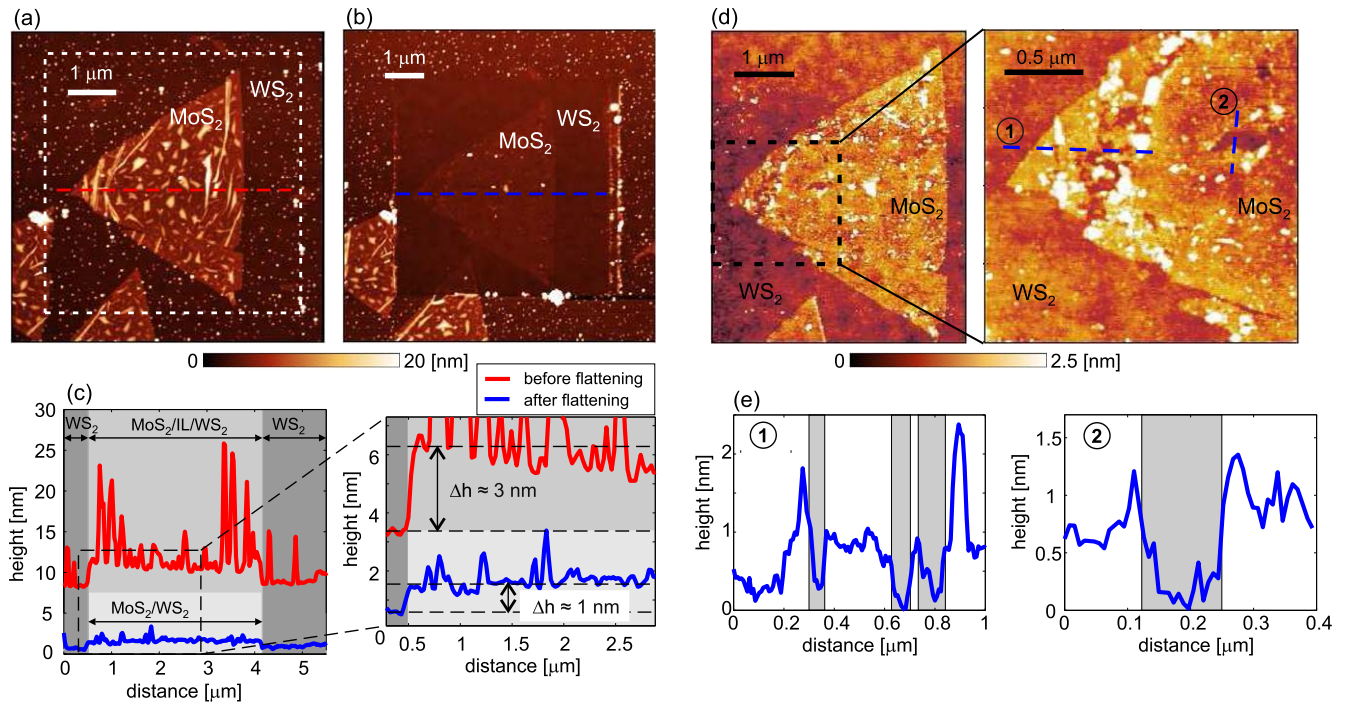 (a)
1 μm
WS₂
MoS₂
(b)
1 μm
WS₂
MoS₂
0 20 [nm]
(d)
1 μm
MoS₂
WS₂
0.5 μm
1
2
MoS₂
WS₂
0 2.5 [nm]
(c)
before flattening
after flattening
30
25
20
15
10
5
0
height [nm]
WS₂
MoS₂/IL/WS₂
WS₂
MoS₂/WS₂
0 1 2 3 4 5
distance [μm]
6
4
2
0
height [nm]
Δh ≈ 3 nm
Δh ≈ 1 nm
0.5 1 1.5 2 2.5
distance [μm]
(e)
1
2
1
0
height [nm]
0 0.2 0.4 0.6 0.8 1
distance [μm]
2
1.5
1
0.5
0
height [nm]
0 0.1 0.2 0.3 0.4
distance [μm]